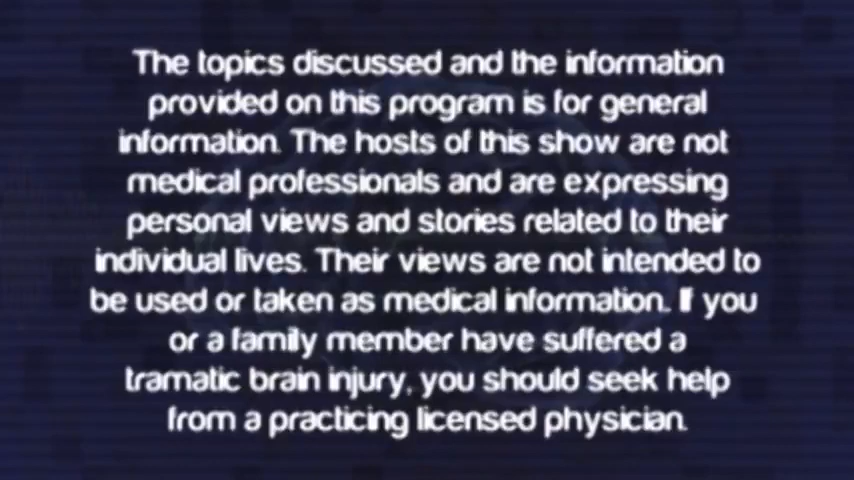 The topics discussed and the information
provided on this program is for general
information. The hosts of this show are not
medical professionals and are expressing
personal views and stories related to their
individual lives. Their views are not intended to
be used or taken as medical information. If you
or a family member have suffered a
tramatic brain injury, you should seek help
from a practicing licensed physician.